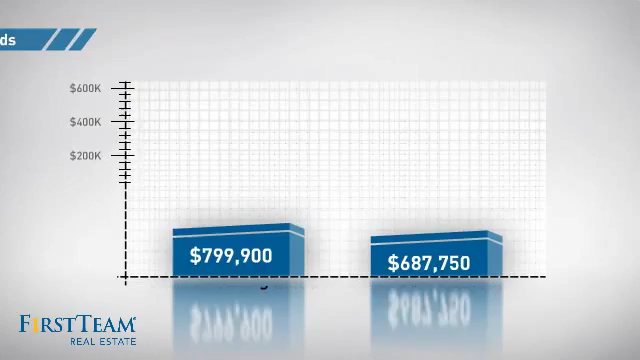 ds
$600K
$400K
$200K
$799,900
$687,750
FIRSTTEAM®
REAL ESTATE